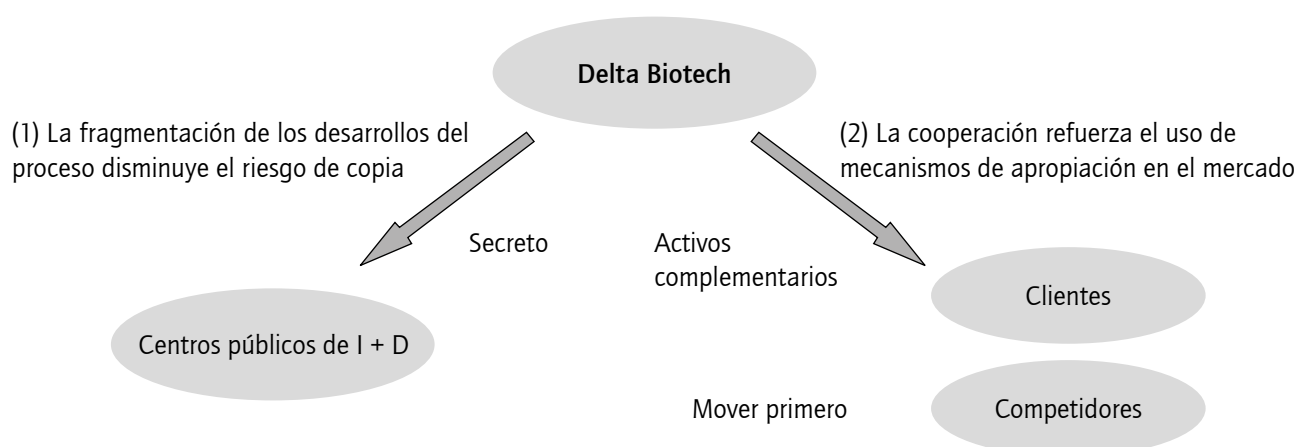 Delta Biotech
(1) La fragmentación de los desarrollos del
proceso disminuye el riesgo de copia
(2) La cooperación refuerza el uso de
mecanismos de apropiación en el mercado
Secreto
Activos
complementarios
Clientes
Centros públicos de I + D
Mover primero
Competidores